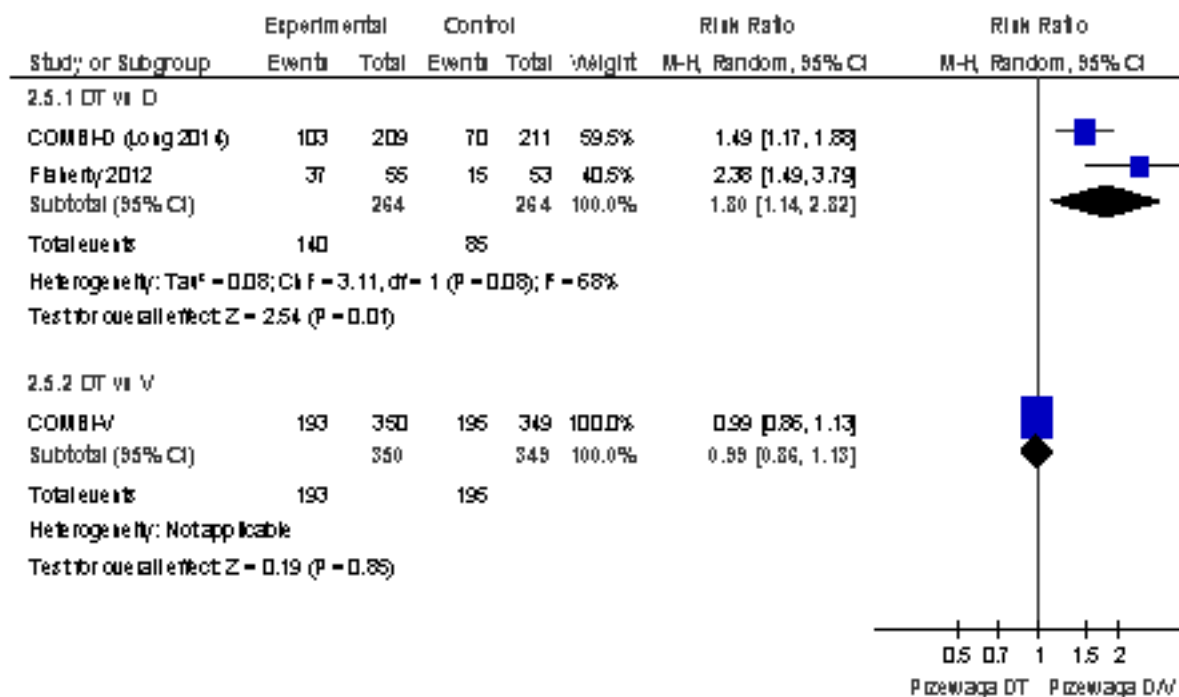 Experimental Control Risk Ratio Risk Ratio
Study or Subgroup Events Total Events Total Weight M-H, Random, 95% CI M-H, Random, 95% CI
2.5.1 DT vs D
COMBI-D (Long 2014) 103 209 70 211 59.5% 1.49 [1.17, 1.88]
Flaherty 2012 37 55 15 53 40.5% 2.38 [1.49, 3.79]
Subtotal (95% CI) 264 264 100.0% 1.80 [1.14, 2.82]
Total events 140 85
Heterogeneity: Tau² = 0.08; Chi² = 3.11, df = 1 (P = 0.08); I² = 68%
Test for overall effect: Z = 2.54 (P = 0.01)
2.5.2 DT vs V
COMBI-V 193 350 195 349 100.0% 0.99 [0.86, 1.13]
Subtotal (95% CI) 350 349 100.0% 0.99 [0.86, 1.13]
Total events 193 195
Heterogeneity: Not applicable
Test for overall effect: Z = 0.19 (P = 0.85)
0.5 0.7 1 1.5 2
Przewaga DT Przewaga D/V